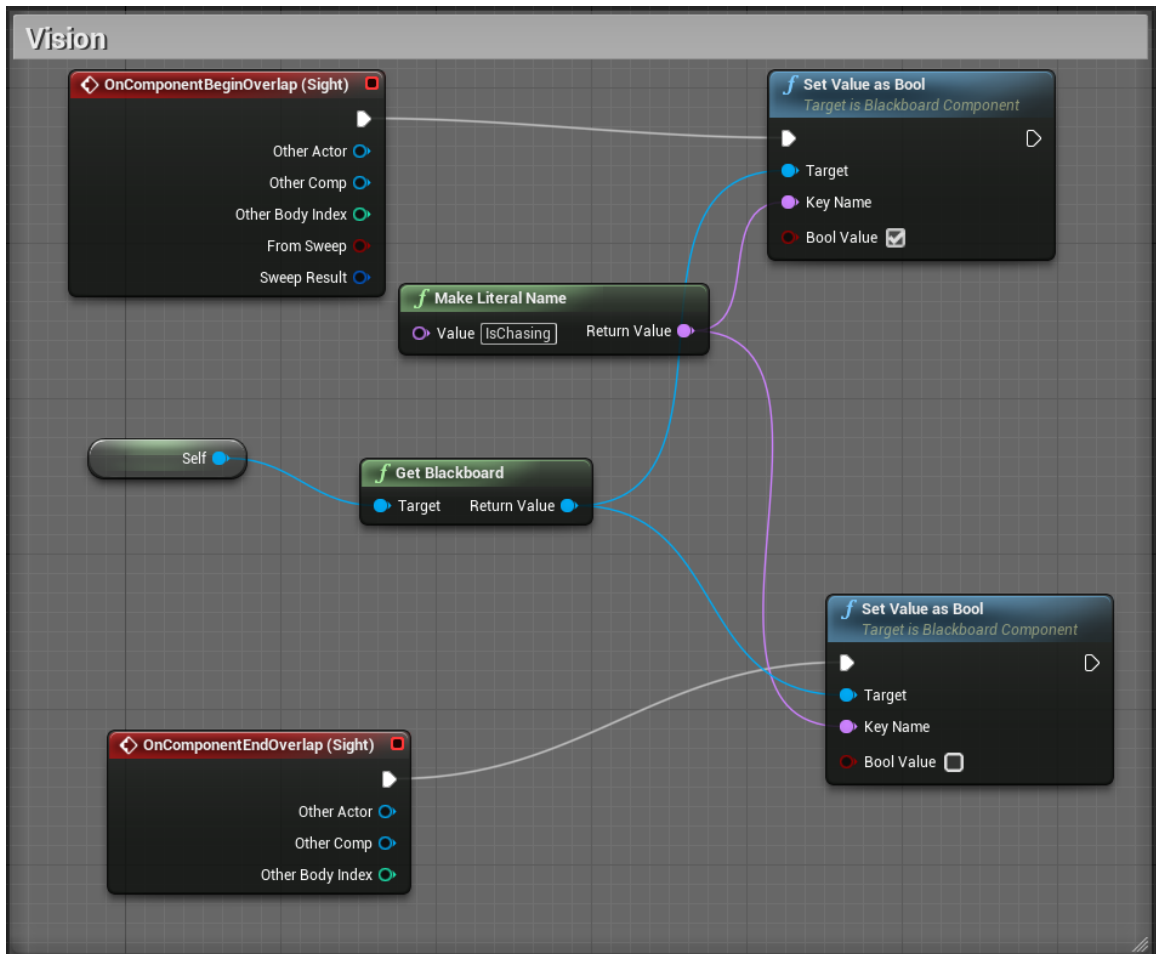 Vision
OnComponentBeginOverlap (Sight)
Other Actor
Other Comp
Other Body Index
From Sweep
Sweep Result
f Set Value as Bool
Target is Blackboard Component
Target
Key Name
Bool Value
f Make Literal Name
Value IsChasing Return Value
Self
f Get Blackboard
Target Return Value
f Set Value as Bool
Target is Blackboard Component
Target
Key Name
Bool Value
OnComponentEndOverlap (Sight)
Other Actor
Other Comp
Other Body Index